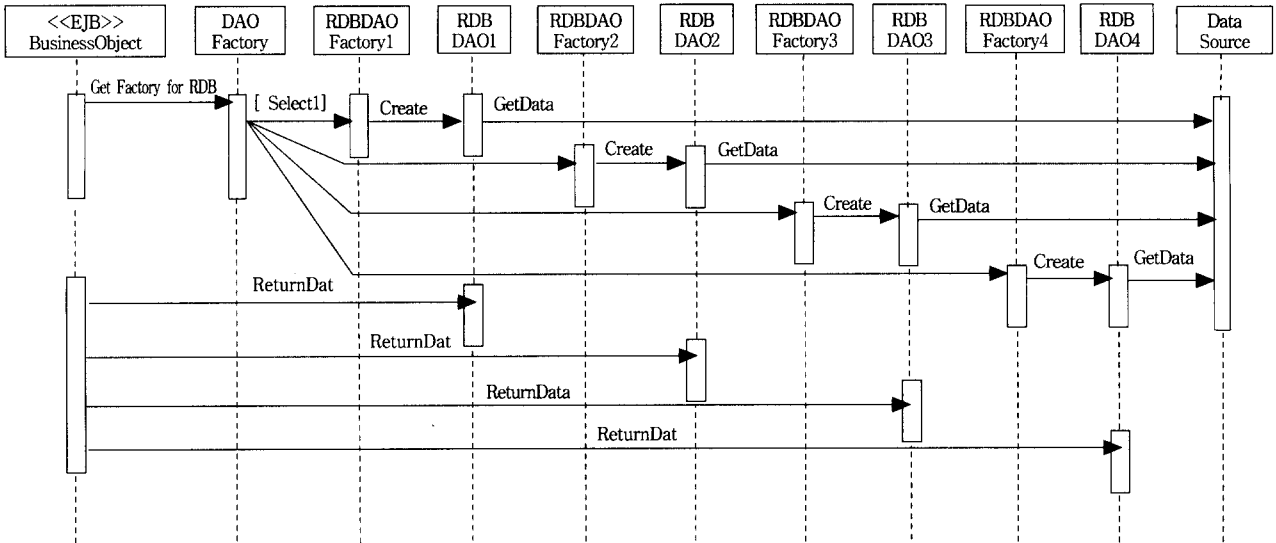 <<EJB>>
BusinessObject
DAO
Factory
RDBDAO
Factory1
RDB
DAO1
RDBDAO
Factory2
RDB
DAO2
RDBDAO
Factory3
RDB
DAO3
RDBDAO
Factory4
RDB
DAO4
Data
Source
Get Factory for RDB
[ Select1]
Create
GetData
Create
GetData
Create
GetData
Create
GetData
ReturnDat
ReturnDat
ReturnData
ReturnDat